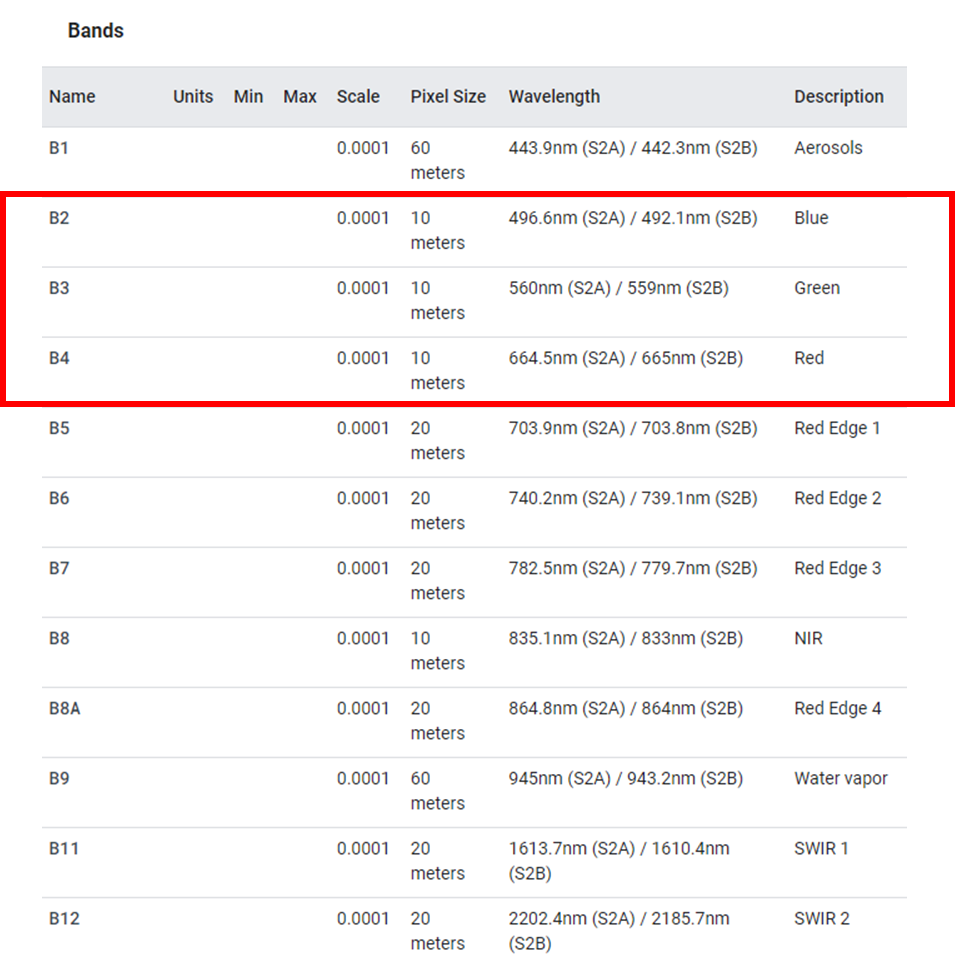 Bands
Name Units Min Max Scale Pixel Size Wavelength Description
B1 0.0001 60 443.9nm (S2A) / 442.3nm (S2B) Aerosols
meters
B2 0.0001 10 496.6nm (S2A) / 492.1nm (S2B) Blue
meters
B3 0.0001 10 560nm (S2A) / 559nm (S2B) Green
meters
B4 0.0001 10 664.5nm (S2A) / 665nm (S2B) Red
meters
B5 0.0001 20 703.9nm (S2A) / 703.8nm (S2B) Red Edge 1
meters
B6 0.0001 20 740.2nm (S2A) / 739.1nm (S2B) Red Edge 2
meters
B7 0.0001 20 782.5nm (S2A) / 779.7nm (S2B) Red Edge 3
meters
B8 0.0001 10 835.1nm (S2A) / 833nm (S2B) NIR
meters
B8A 0.0001 20 864.8nm (S2A) / 864nm (S2B) Red Edge 4
meters
B9 0.0001 60 945nm (S2A) / 943.2nm (S2B) Water vapor
meters
B11 0.0001 20 1613.7nm (S2A) / 1610.4nm SWIR 1
meters (S2B)
B12 0.0001 20 2202.4nm (S2A) / 2185.7nm SWIR 2
meters (S2B)